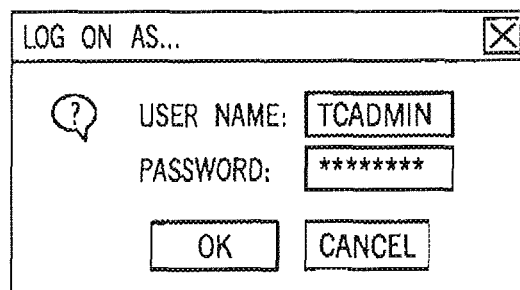 LOG ON AS...
? USER NAME: TCADMIN
PASSWORD: ********
OK CANCEL